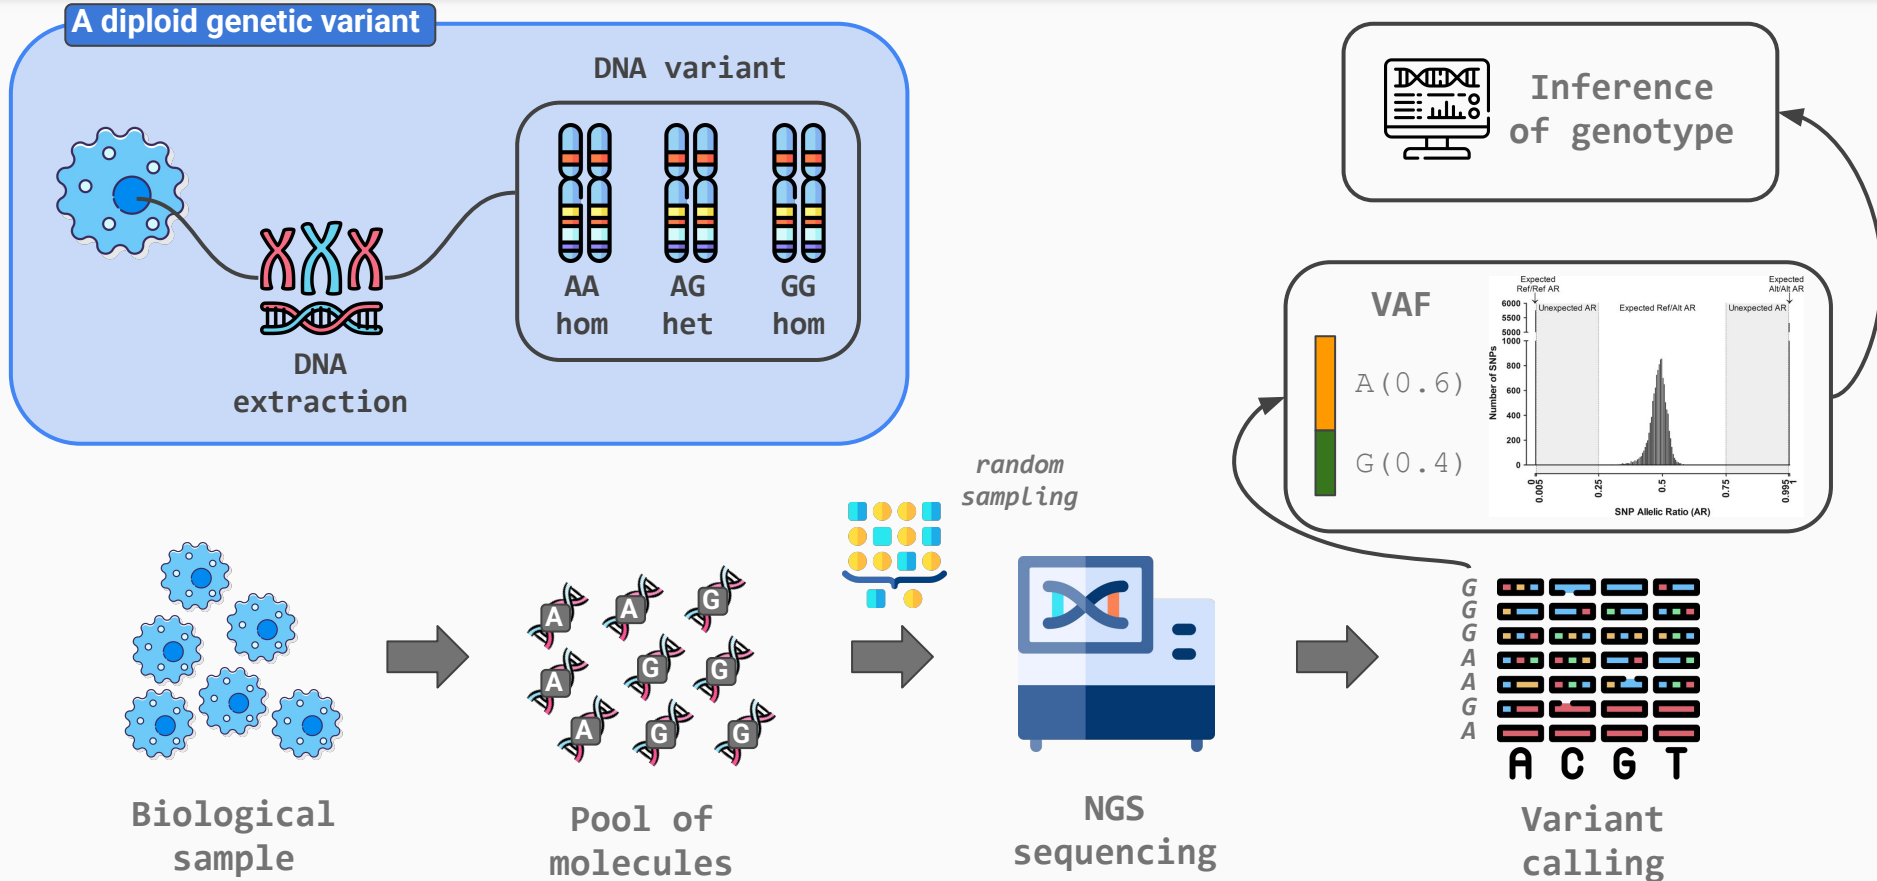 A diploid genetic variant
DNA variant
AA
hom
AG
het
GG
hom
DNA
extraction
Inference
of genotype
VAF
A(0.6)
G(0.4)
Expected
Ref/Ref AR
Expected
Alt/Alt AR
Unexpected AR
Expected Ref/Alt AR
Unexpected AR
6000
5500
5000
1000
800
600
400
200
0
Number of SNPs
0
0.005
0.25
0.5
0.75
0.995
1
SNP Allelic Ratio (AR)
random
sampling
A
A
G
A
G
G
A
G
G
G
G
G
A
A
G
A
A C G T
Biological
sample
Pool of
molecules
NGS
sequencing
Variant
calling